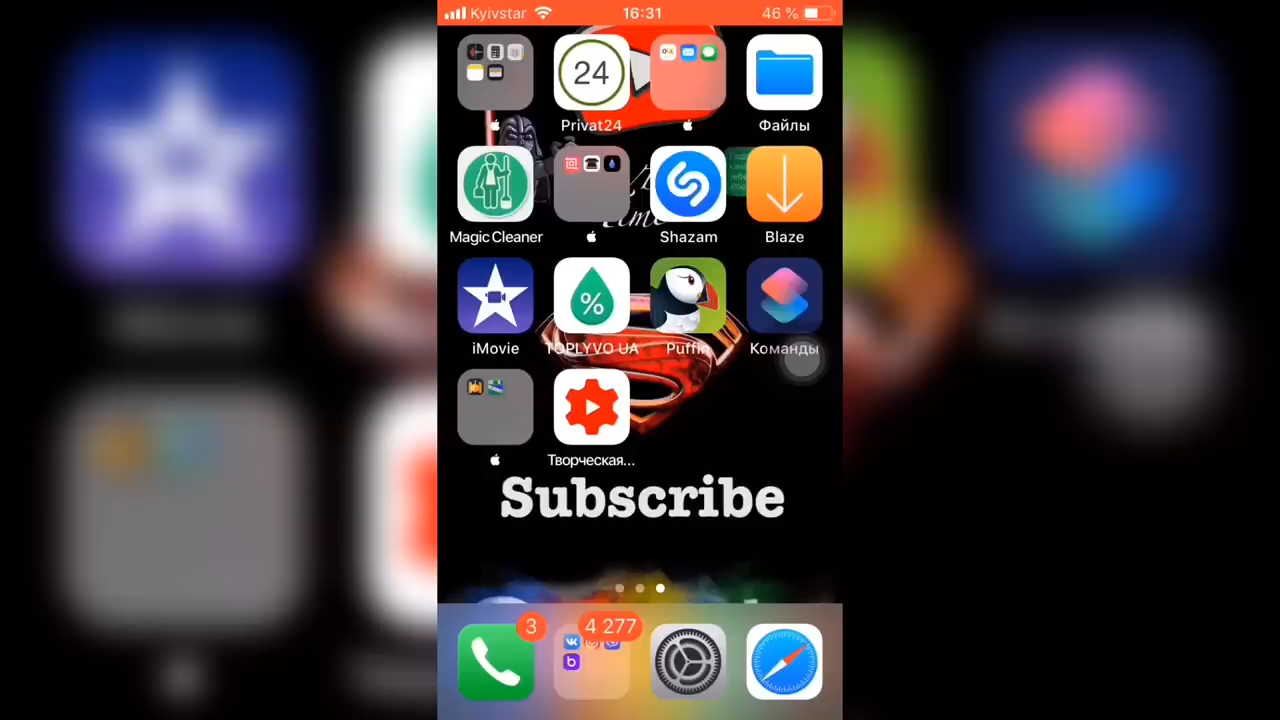 Kyivstar 16:31 46 %
24
Privat24 Файлы
Magic Cleaner Shazam Blaze
%
iMovie TOPLYVO UA Puffin Команды
Творческая...
Subscribe
3 4 277